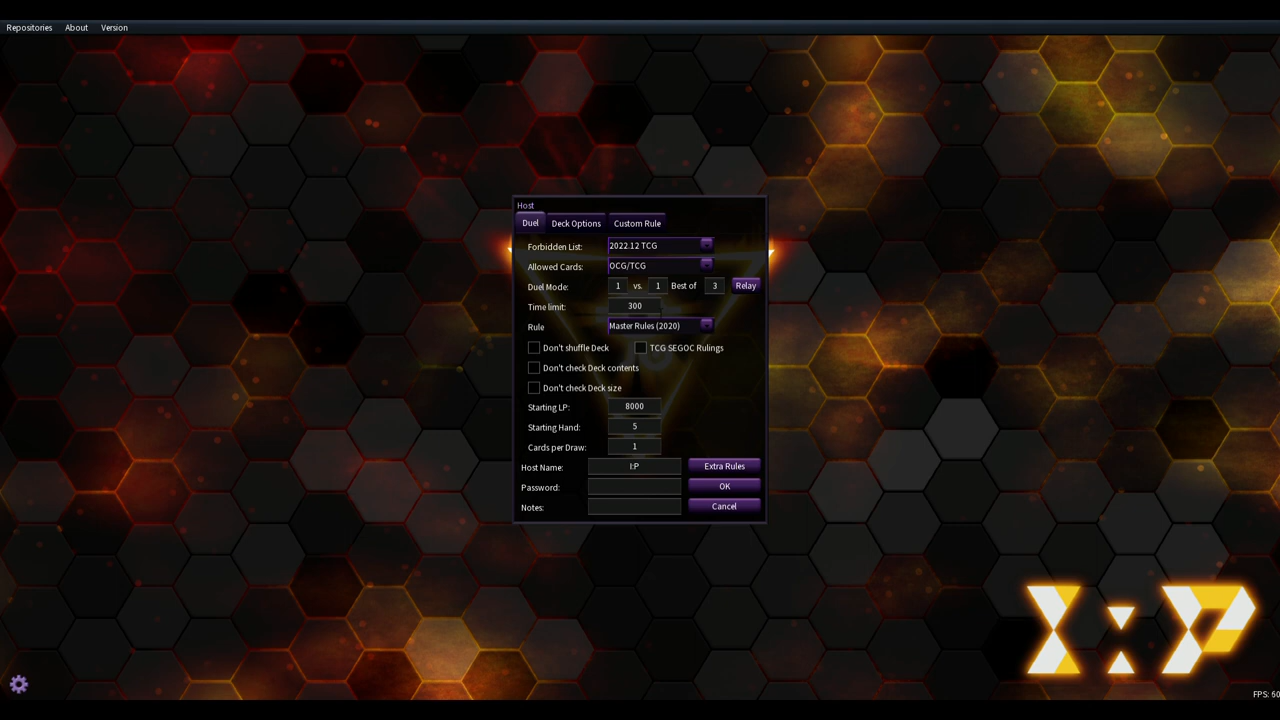 Repositories About Version
Host
Duel Deck Options Custom Rule
Forbidden List: 2022.12 TCG
Allowed Cards: OCG/TCG
Duel Mode: 1 vs. 1 Best of 3 Relay
Time limit: 300
Rule Master Rules (2020)
Don't shuffle Deck TCG SEGOC Rulings
Don't check Deck contents
Don't check Deck size
Starting LP: 8000
Starting Hand: 5
Cards per Draw: 1
Host Name: I:P Extra Rules
Password: OK
Notes: Cancel
I:P
FPS: 60